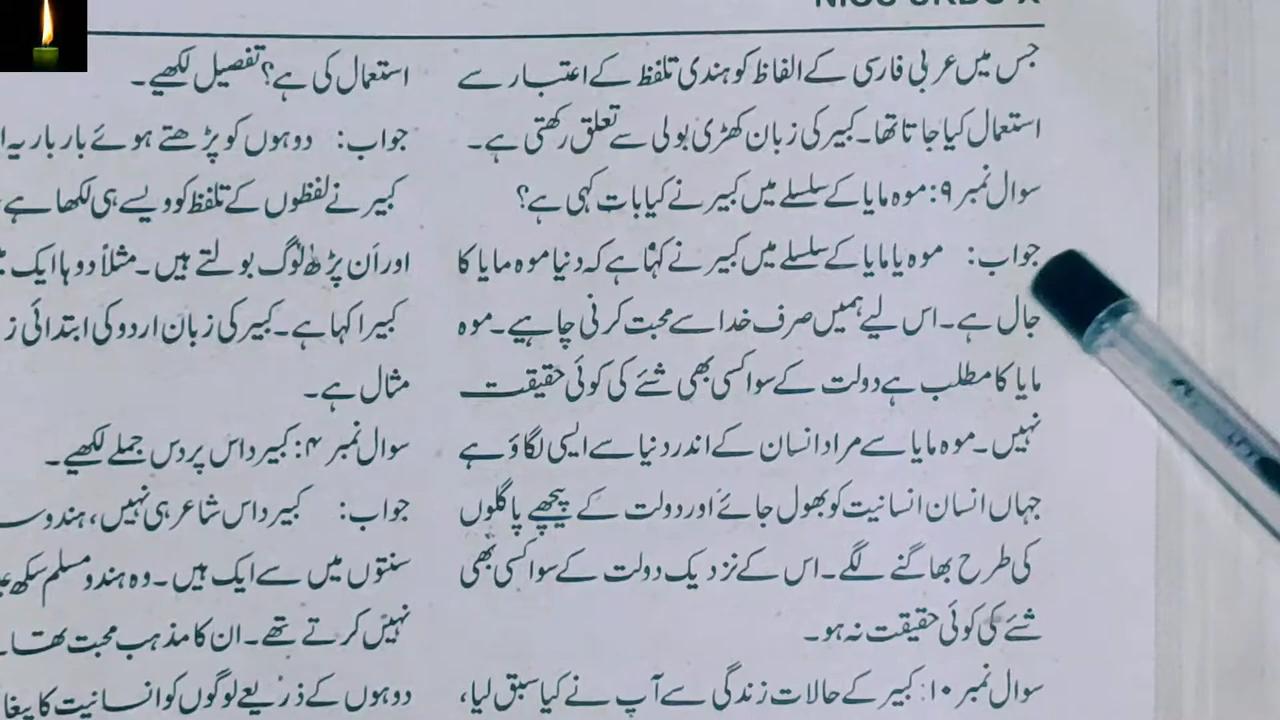 NIOS URDU X
جس میں عربی فارسی کے الفاظ کو ہندی تلفظ کے اعتبار سے
استعمال کیا جاتا تھا۔ کبیر کی زبان کھڑی بولی سے تعلق رکھتی ہے۔
سوال نمبر ۹: موہ مایا کے سلسلے میں کبیر نے کیا بات کہی ہے؟
جواب: موہ یا مایا کے سلسلے میں کبیر نے کہا ہے کہ دنیا موہ مایا کا
جال ہے۔ اس لیے ہمیں صرف خدا سے محبت کرنی چاہیے۔ موہ
مایا کا مطلب ہے دولت کے سوا کسی بھی شئے کی کوئی حقیقت
نہیں۔ موہ مایا سے مراد انسان کے اندر دنیا سے ایسی لگاؤ ہے
جہاں انسان انسانیت کو بھول جائے اور دولت کے پیچھے پاگلوں
کی طرح بھاگنے لگے۔ اس کے نزدیک دولت کے سوا کسی بھی
شئے کی کوئی حقیقت نہ ہو۔
سوال نمبر ۱۰: کبیر کے حالات زندگی سے آپ نے کیا سبق لیا،
استعمال کی ہے؟ تفصیل لکھیے۔
جواب: دوہوں کو پڑھتے ہوئے بار بار یہ
کبیر نے لفظوں کے تلفظ کو ویسے ہی لکھا ہے
اور اَن پڑھ لوگ بولتے ہیں۔ مثلاً دوہا ایک
کبیرا کہا ہے۔ کبیر کی زبان اردو کی ابتدائی
مثال ہے۔
سوال نمبر ۴: کبیر داس پر دس جملے لکھیے۔
جواب: کبیر داس شاعر ہی نہیں، ہندوستـ
سنتوں میں سے ایک ہیں۔ وہ ہندو مسلم سکھ
نہیں کرتے تھے۔ ان کا مذہب محبت تھا۔
دوہوں کے ذریعے لوگوں کو انسانیت کا